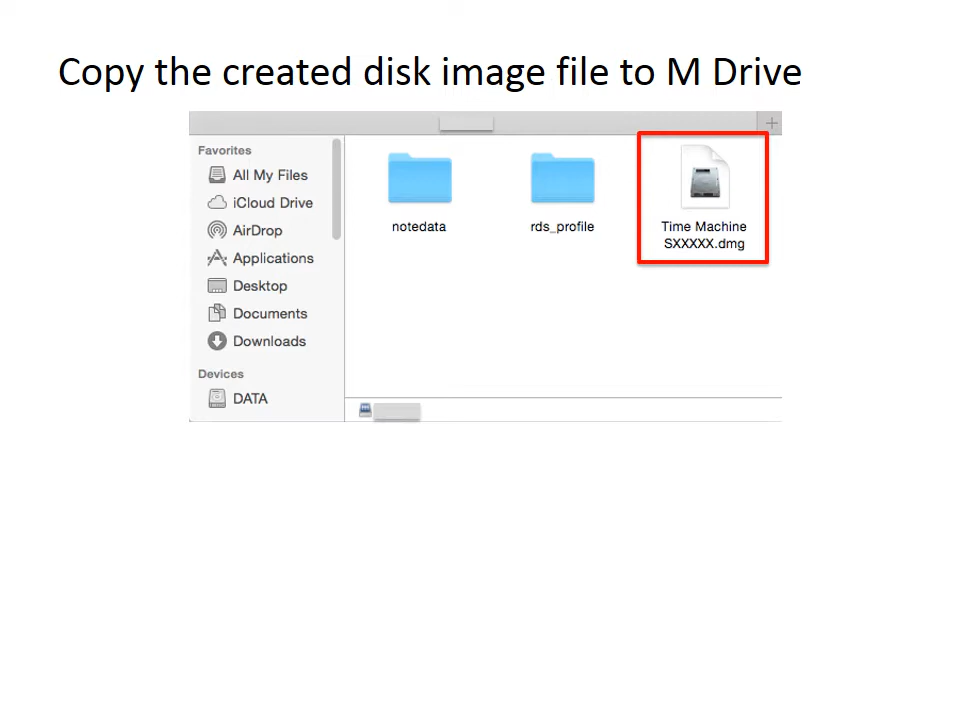 Copy the created disk image file to M Drive
Favorites
All My Files
iCloud Drive
AirDrop
Applications
Desktop
Documents
Downloads
Devices
DATA
notedata
rds_profile
Time Machine
SXXXXX.dmg